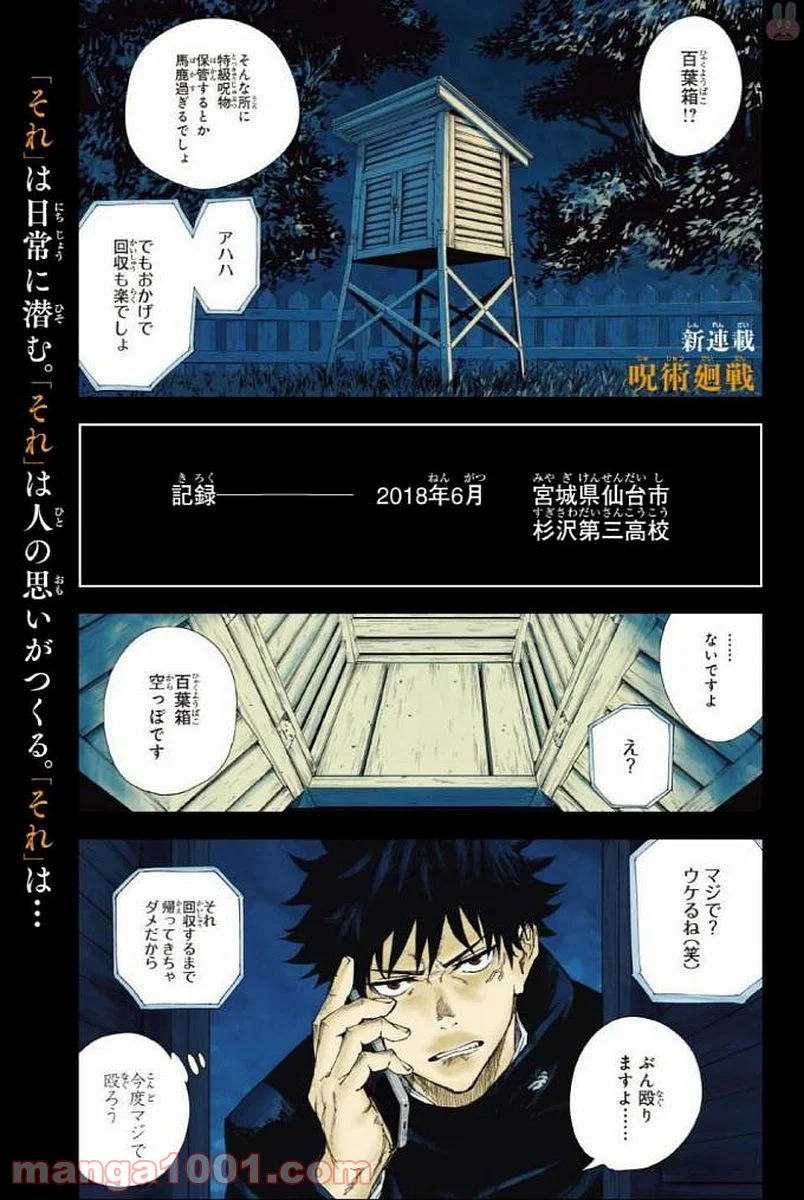 「それ」は日常に潜む。「それ」は人の思いがつくる。「それ」は…
百葉箱!?
そんな所に
特級呪物
保管するとか
馬鹿過ぎるでしょ
アハハ
でもおかげで
回収も楽でしょ
新連載
呪術廻戦
記録――――
2018年6月
宮城県仙台市
杉沢第三高校
……
ないですよ
え?
百葉箱
空っぽです
マジで?
ウケるね(笑)
それ
回収するまで
帰ってきちゃ
ダメだから
ぶん殴り
ますよ……
今度マジで
殴ろう
manga1001.com